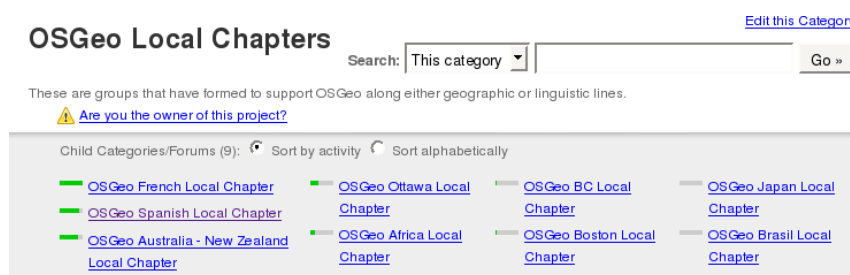 Edit this Categor
OSGeo Local Chapters
Search: This category Go »
These are groups that have formed to support OSGeo along either geographic or linguistic lines.
Are you the owner of this project?
Child Categories/Forums (9): Sort by activity Sort alphabetically
OSGeo French Local Chapter
OSGeo Spanish Local Chapter
OSGeo Australia - New Zealand
Local Chapter
OSGeo Ottawa Local
Chapter
OSGeo Africa Local
Chapter
OSGeo BC Local
Chapter
OSGeo Boston Local
Chapter
OSGeo Japan Local
Chapter
OSGeo Brasil Local
Chapter